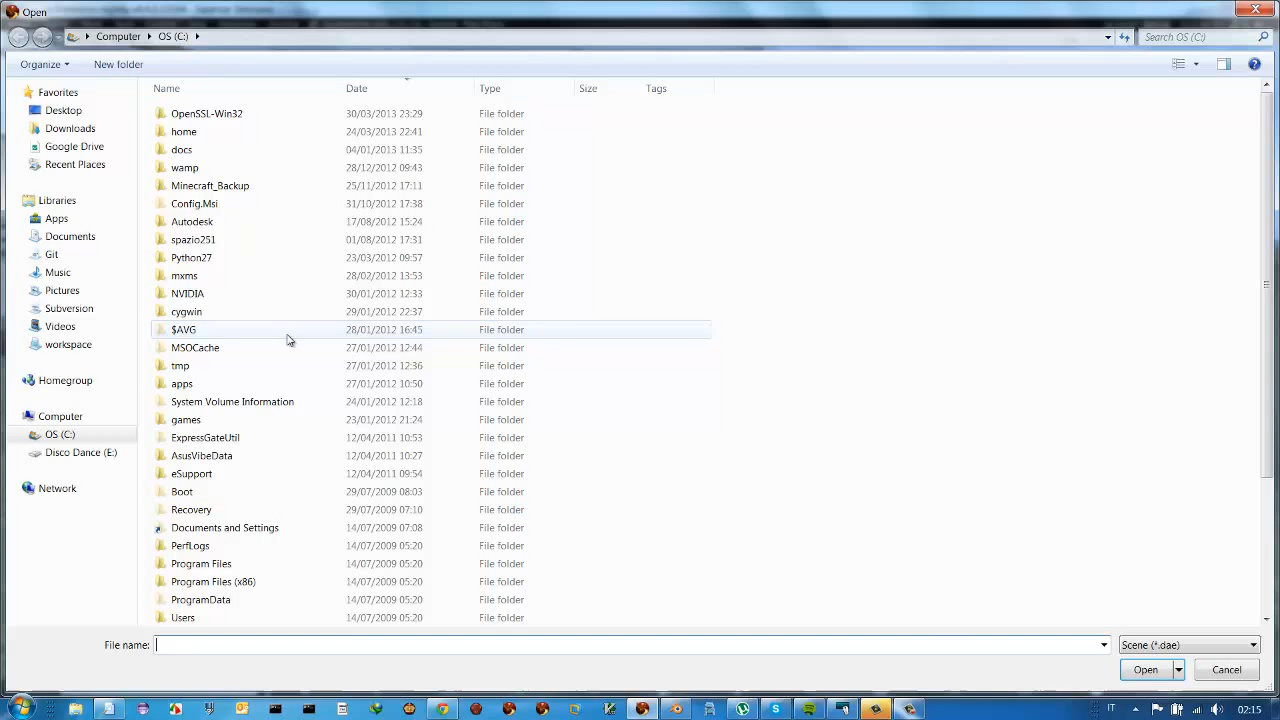 Open
Computer OS (C:) Search OS (C:)
Organize New folder
Name Date Type Size Tags
Favorites
Desktop
Downloads
Google Drive
Recent Places
Libraries
Apps
Documents
Git
Music
Pictures
Subversion
Videos
workspace
Homegroup
Computer
OS (C:)
Disco Dance (E:)
Network
OpenSSL-Win32 30/03/2013 23:29 File folder
home 24/03/2013 22:41 File folder
docs 04/01/2013 11:35 File folder
wamp 28/12/2012 09:43 File folder
Minecraft_Backup 25/11/2012 17:11 File folder
Config.Msi 31/10/2012 17:38 File folder
Autodesk 17/08/2012 15:24 File folder
spazio251 01/08/2012 17:31 File folder
Python27 23/03/2012 09:57 File folder
mxms 28/02/2012 13:53 File folder
NVIDIA 30/01/2012 12:33 File folder
cygwin 29/01/2012 22:37 File folder
$AVG 28/01/2012 16:45 File folder
MSOCache 27/01/2012 12:44 File folder
tmp 27/01/2012 12:36 File folder
apps 27/01/2012 10:50 File folder
System Volume Information 24/01/2012 12:18 File folder
games 23/01/2012 21:24 File folder
ExpressGateUtil 12/04/2011 10:53 File folder
AsusVibeData 12/04/2011 10:27 File folder
eSupport 12/04/2011 09:54 File folder
Boot 29/07/2009 08:03 File folder
Recovery 29/07/2009 07:10 File folder
Documents and Settings 14/07/2009 07:08 File folder
PerfLogs 14/07/2009 05:20 File folder
Program Files 14/07/2009 05:20 File folder
Program Files (x86) 14/07/2009 05:20 File folder
ProgramData 14/07/2009 05:20 File folder
Users 14/07/2009 05:20 File folder
File name: Scene (*.dae)
Open Cancel
IT 02:15